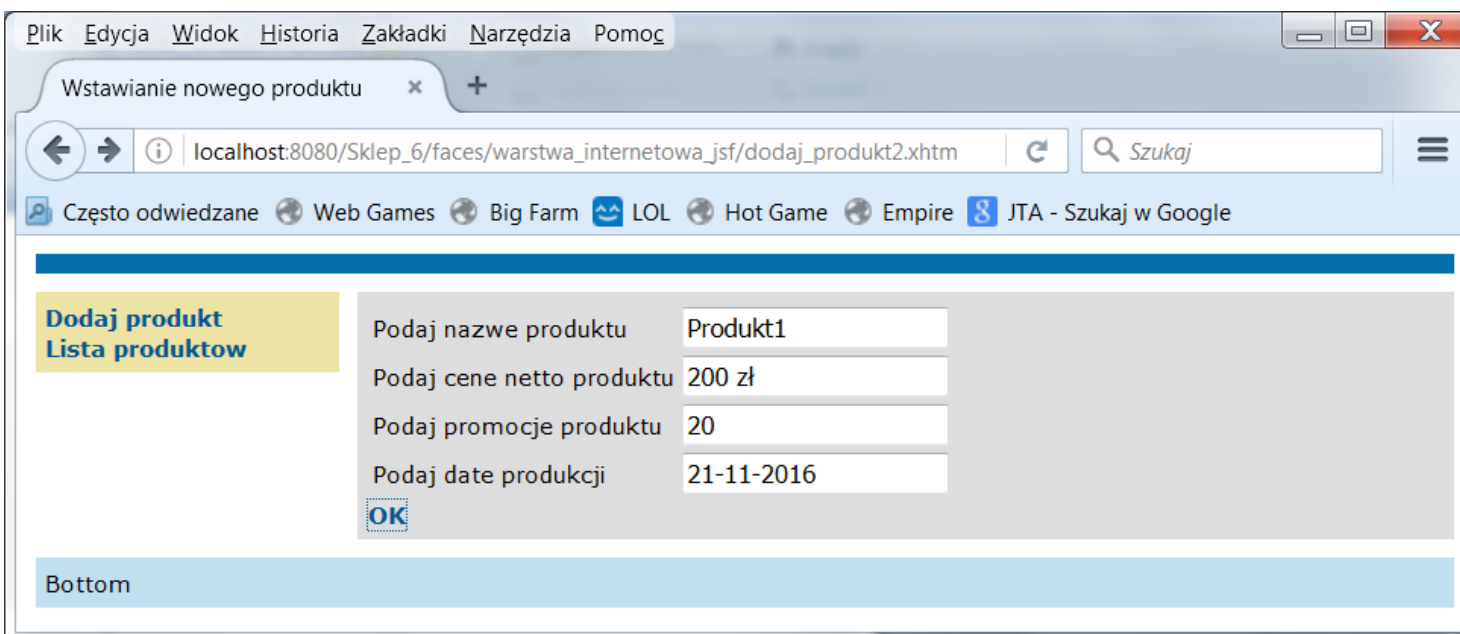 Plik Edycja Widok Historia Zakładki Narzędzia Pomoc
Wstawianie nowego produktu
localhost:8080/Sklep_6/faces/warstwa_internetowa_jsf/dodaj_produkt2.xhtm
Szukaj
Często odwiedzane Web Games Big Farm LOL Hot Game Empire JTA - Szukaj w Google
Dodaj produkt
Lista produktow
Podaj nazwe produktu Produkt1
Podaj cene netto produktu 200 zł
Podaj promocje produktu 20
Podaj date produkcji 21-11-2016
OK
Bottom